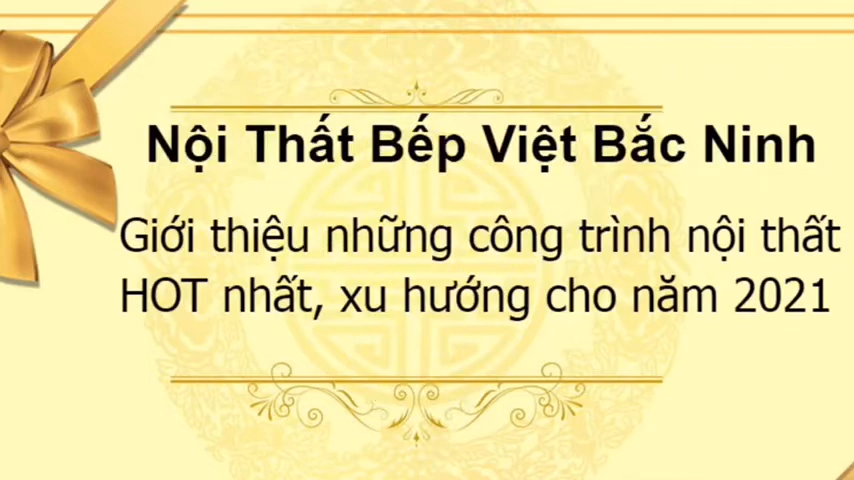 Nội Thất Bếp Việt Bắc Ninh
Giới thiệu những công trình nội thất
HOT nhất, xu hướng cho năm 2021